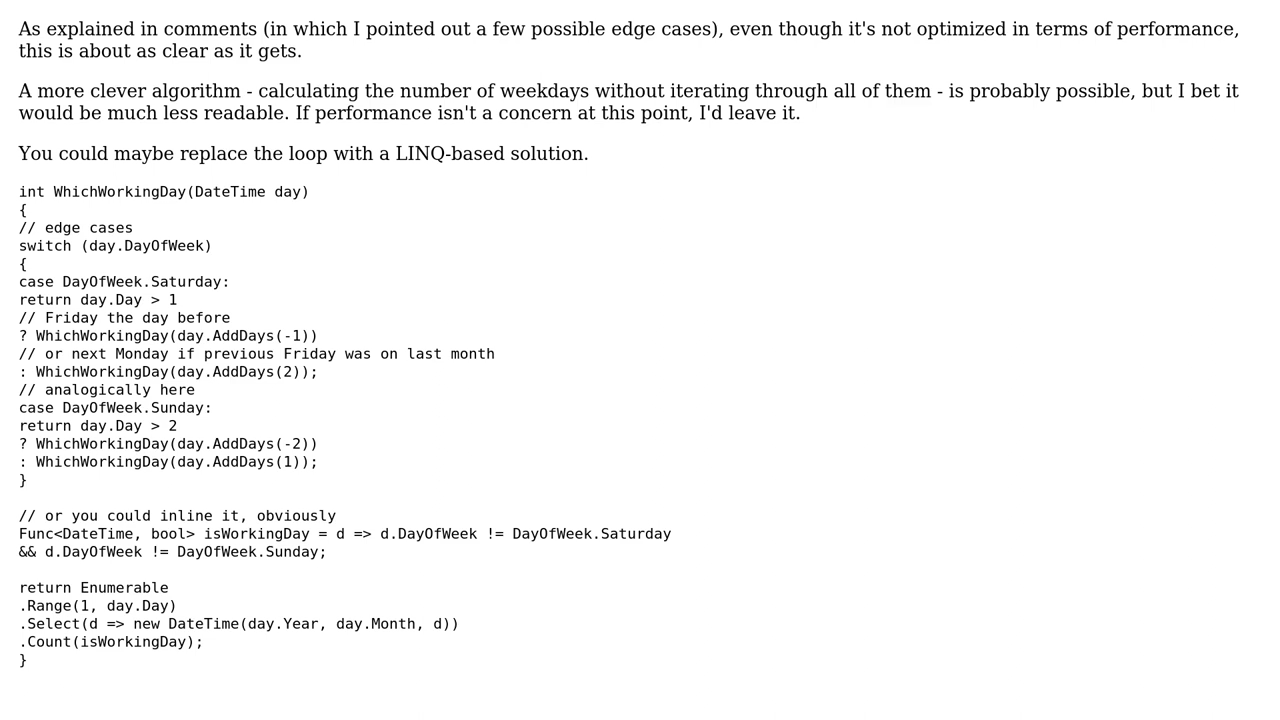 As explained in comments (in which I pointed out a few possible edge cases), even though it's not optimized in terms of performance,
this is about as clear as it gets.
A more clever algorithm - calculating the number of weekdays without iterating through all of them - is probably possible, but I bet it
would be much less readable. If performance isn't a concern at this point, I'd leave it.
You could maybe replace the loop with a LINQ-based solution.
int WhichWorkingDay(DateTime day)
{
// edge cases
switch (day.DayOfWeek)
{
case DayOfWeek.Saturday:
return day.Day > 1
// Friday the day before
? WhichWorkingDay(day.AddDays(-1))
// or next Monday if previous Friday was on last month
: WhichWorkingDay(day.AddDays(2));
// analogically here
case DayOfWeek.Sunday:
return day.Day > 2
? WhichWorkingDay(day.AddDays(-2))
: WhichWorkingDay(day.AddDays(1));
}
// or you could inline it, obviously
Func<DateTime, bool> isWorkingDay = d => d.DayOfWeek != DayOfWeek.Saturday
&& d.DayOfWeek != DayOfWeek.Sunday;
return Enumerable
.Range(1, day.Day)
.Select(d => new DateTime(day.Year, day.Month, d))
.Count(isWorkingDay);
}